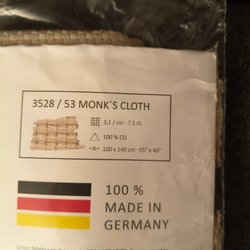 3528 / 53 MONK´S CLOTH
3,1 / cm - 7,5 ct.
100 % CO
100 x 140 cm · 55" x 40"
100 %
MADE IN
GERMANY